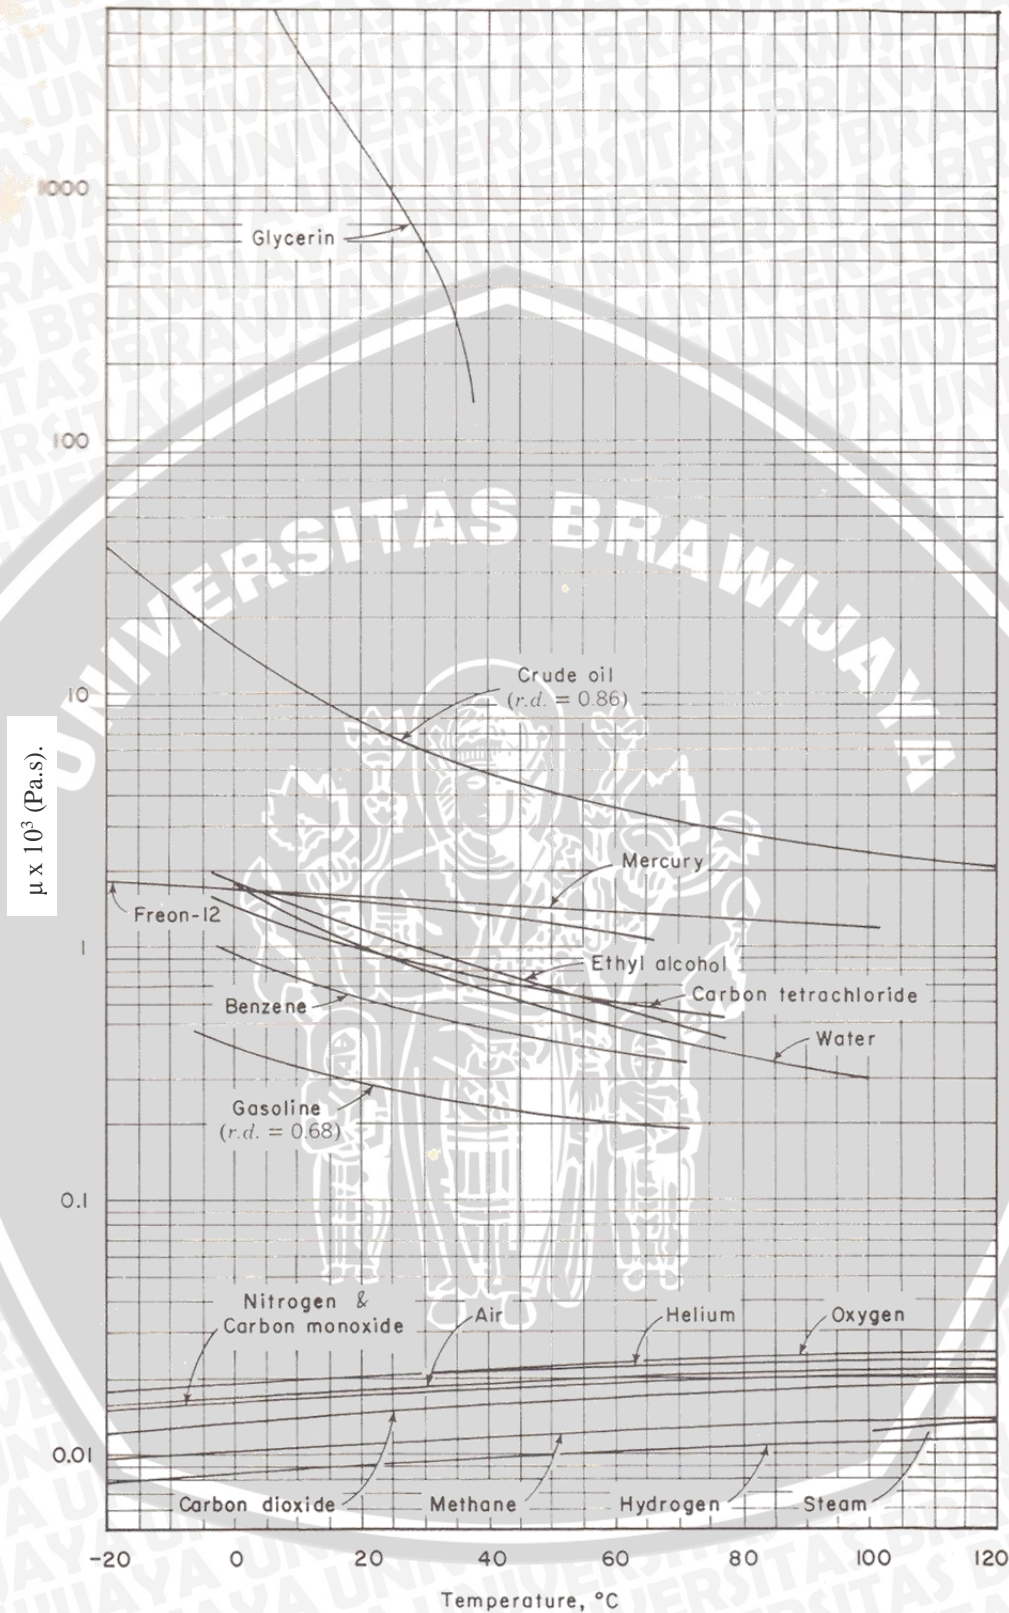 1000
Glycerin
100
UNIVERSITAS BRAWIJAYA
Crude oil
(r.d. = 0.86)
10
μ x 10³ (Pa.s).
Mercury
Freon-12
1
Ethyl alcohol
Carbon tetrachloride
Benzene
Water
Gasoline
(r.d. = 0.68)
0.1
Nitrogen &
Carbon monoxide
Air
Helium
Oxygen
0.01
Carbon dioxide
Methane
Hydrogen
Steam
-20 0 20 40 60 80 100 120
Temperature, °C